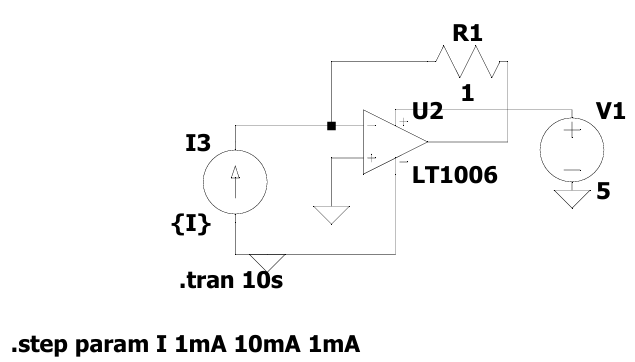 R1
1
U2
V1
I3
LT1006
5
{I}
.tran 10s
.step param I 1mA 10mA 1mA